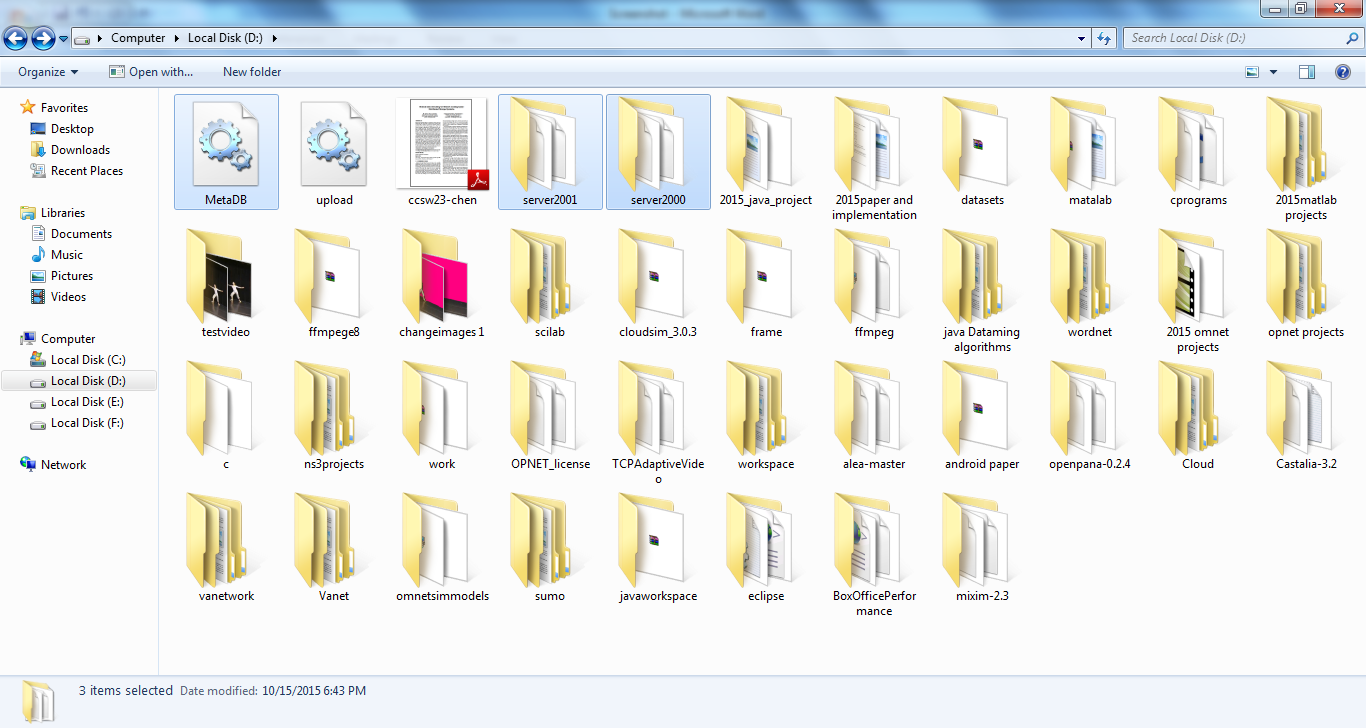 Computer ▸ Local Disk (D:) ▸
Search Local Disk (D:)
Organize
Open with...
New folder
Favorites
Desktop
Downloads
Recent Places
Libraries
Documents
Music
Pictures
Videos
Computer
Local Disk (C:)
Local Disk (D:)
Local Disk (E:)
Local Disk (F:)
Network
MetaDB
upload
ccsw23-chen
server2001
server2000
2015_java_project
2015paper and
implementation
datasets
matalab
cprograms
2015matlab
projects
testvideo
ffmpege8
changeimages1
scilab
cloudsim_3.0.3
frame
ffmpeg
java Dataming
algorithms
wordnet
2015 omnet
projects
opnet projects
c
ns3projects
work
OPNET_license
TCPAdaptiveVide
o
workspace
alea-master
android paper
openpana-0.2.4
Cloud
Castalia-3.2
vanetwork
Vanet
omnetsimmodels
sumo
javaworkspace
eclipse
BoxOfficePerfor
mance
mixim-2.3
3 items selected Date modified: 10/15/2015 6:43 PM